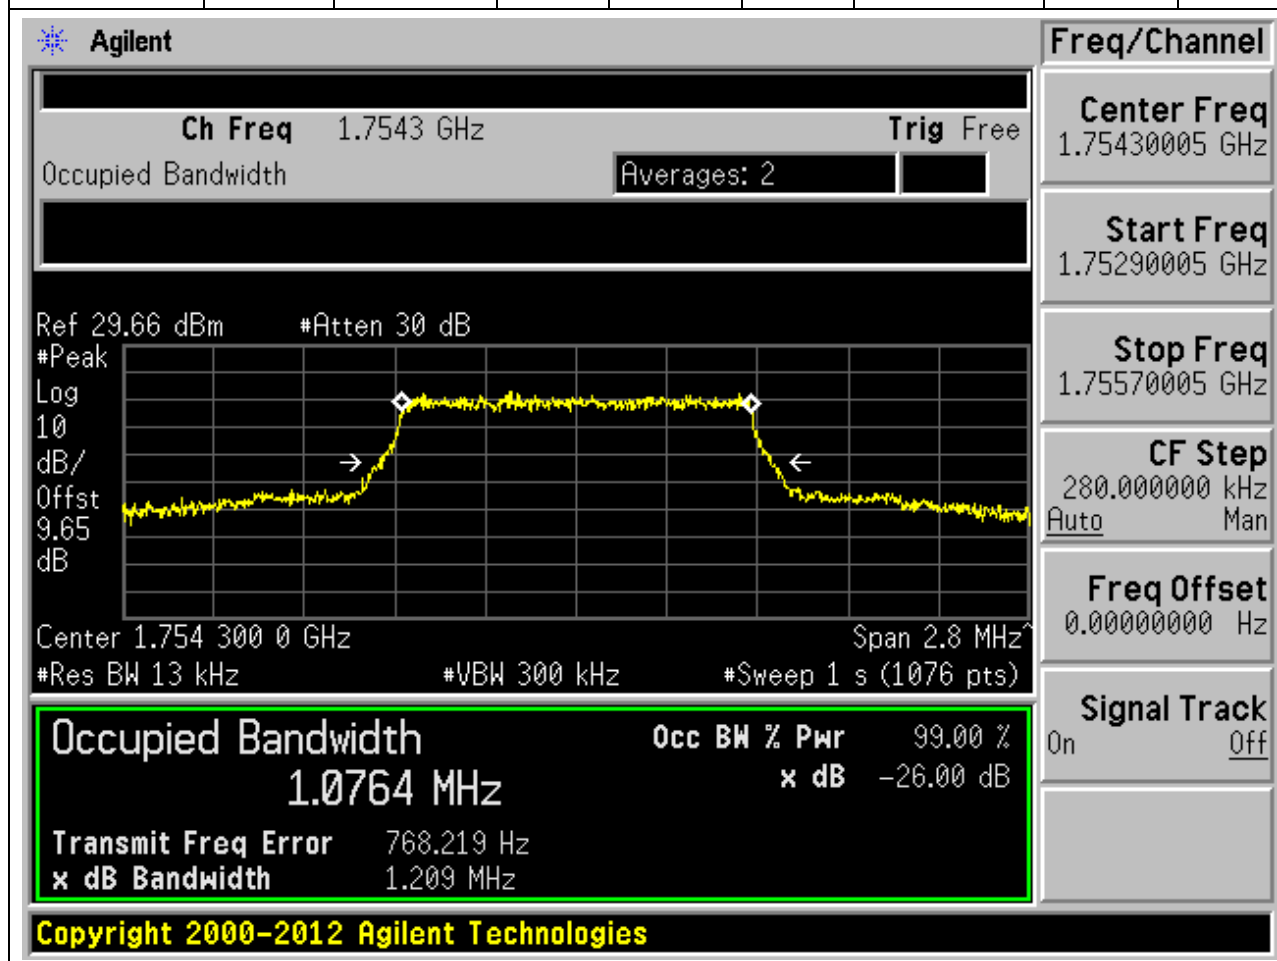 Agilent
Freq/Channel
Ch Freq 1.7543 GHz Trig Free
Occupied Bandwidth Averages: 2
Center Freq
1.75430005 GHz
Start Freq
1.75290005 GHz
Stop Freq
1.75570005 GHz
CF Step
280.000000 kHz
Auto Man
Freq Offset
0.00000000 Hz
Signal Track
On Off
Ref 29.66 dBm #Atten 30 dB
#Peak
Log
10
dB/
Offst
9.65
dB
Center 1.754 300 0 GHz Span 2.8 MHz^
#Res BW 13 kHz #VBW 300 kHz #Sweep 1 s (1076 pts)
Occupied Bandwidth
1.0764 MHz
Occ BW % Pwr 99.00 %
x dB -26.00 dB
Transmit Freq Error 768.219 Hz
x dB Bandwidth 1.209 MHz
Copyright 2000-2012 Agilent Technologies